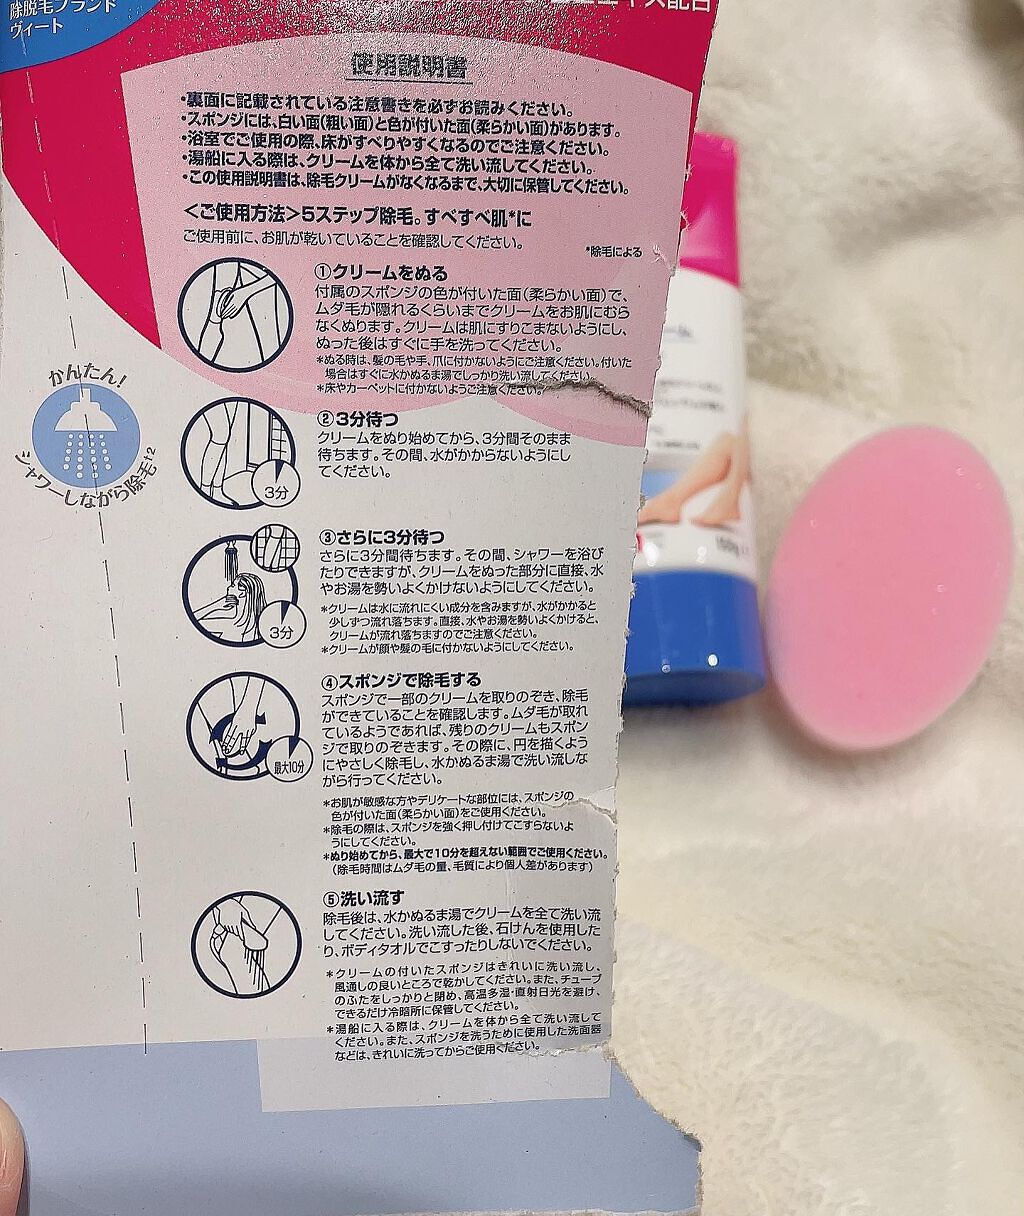 除脱毛ブランド
ヴィート
使用説明書
・裏面に記載されている注意書きを必ずお読みください。
・スポンジには、白い面(粗い面)と色が付いた面(柔らかい面)があります。
・浴室でご使用の際、床がすべりやすくなるのでご注意ください。
・湯船に入る際は、クリームを体から全て洗い流してください。
・この使用説明書は、除毛クリームがなくなるまで、大切に保管してください。
＜ご使用方法＞5ステップ除毛。すべすべ肌*に
ご使用前に、お肌が乾いていることを確認してください。
*除毛による
①クリームをぬる
付属のスポンジの色が付いた面(柔らかい面)で、
ムダ毛が隠れるくらいまでクリームをお肌にむら
なくぬります。クリームは肌にすりこまないようにし、
ぬった後はすぐに手を洗ってください。
*ぬる時は、髪の毛や手、爪に付かないようにご注意ください。付いた
場合はすぐに水かぬるま湯でしっかり洗い流してください。
*床やカーペットに付かないようご注意ください。
かんたん!
シャワーしながら除毛†2
②3分待つ
クリームをぬり始めてから、3分間そのまま
待ちます。その間、水がかからないようにし
てください。
3分
③さらに3分待つ
さらに3分間待ちます。その間、シャワーを浴び
たりできますが、クリームをぬった部分に直接、水
やお湯を勢いよくかけないようにしてください。
*クリームは水に流れにくい成分を含みますが、水がかかると
少しずつ流れ落ちます。直接、水やお湯を勢いよくかけると、
クリームが流れ落ちますのでご注意ください。
*クリームが顔や髪の毛に付かないようにしてください。
3分
④スポンジで除毛する
スポンジで一部のクリームを取りのぞき、除毛
ができていることを確認します。ムダ毛が取れ
ているようであれば、残りのクリームもスポン
ジで取りのぞきます。その際に、円を描くよう
にやさしく除毛し、水かぬるま湯で洗い流しな
がら行ってください。
最大10分
*お肌が敏感な方やデリケートな部位には、スポンジの
色が付いた面(柔らかい面)をご使用ください。
*除毛の際は、スポンジを強く押し付けてこすらないよ
うにしてください。
*ぬり始めてから、最大で10分を超えない範囲でご使用ください。
(除毛時間はムダ毛の量、毛質により個人差があります)
⑤洗い流す
除毛後は、水かぬるま湯でクリームを全て洗い流
してください。洗い流した後、石けんを使用した
り、ボディタオルでこすったりしないでください。
*クリームの付いたスポンジはきれいに洗い流し、
風通しの良いところで乾かしてください。また、チューブ
のふたをしっかりと閉め、高温多湿・直射日光を避け、
できるだけ冷暗所に保管してください。
*湯船に入る際は、クリームを体から全て洗い流して
ください。また、スポンジを洗うために使用した洗面器
などは、きれいに洗ってからご使用ください。